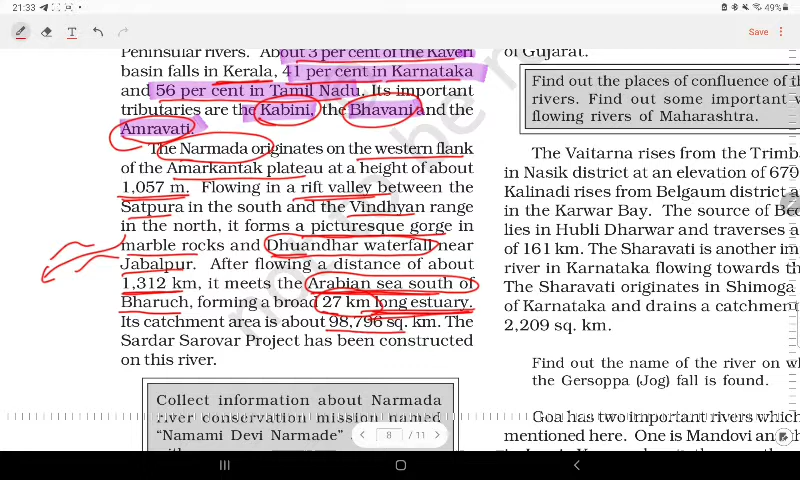 21:33
49%
T
Save
Peninsular rivers. About 3 per cent of the Kaveri
basin falls in Kerala, 41 per cent in Karnataka
and 56 per cent in Tamil Nadu. Its important
tributaries are the Kabini, the Bhavani and the
Amravati.
The Narmada originates on the western flank
of the Amarkantak plateau at a height of about
1,057 m. Flowing in a rift valley between the
Satpura in the south and the Vindhyan range
in the north, it forms a picturesque gorge in
marble rocks and Dhuandhar waterfall near
Jabalpur. After flowing a distance of about
1,312 km, it meets the Arabian sea south of
Bharuch, forming a broad 27 km long estuary.
Its catchment area is about 98,796 sq. km. The
Sardar Sarovar Project has been constructed
on this river.
Collect information about Narmada
river conservation mission named
“Namami Devi Narmade”
8 / 11
of Gujarat.
Find out the places of confluence of
rivers. Find out some important
flowing rivers of Maharashtra.
The Vaitarna rises from the Trimb
in Nasik district at an elevation of 670
Kalinadi rises from Belgaum district a
in the Karwar Bay. The source of Bed
lies in Hubli Dharwar and traverses a
of 161 km. The Sharavati is another im
river in Karnataka flowing towards th
The Sharavati originates in Shimoga
of Karnataka and drains a catchment
2,209 sq. km.
Find out the name of the river on w
the Gersoppa (Jog) fall is found.
Goa has two important rivers which
mentioned here. One is Mandovi and